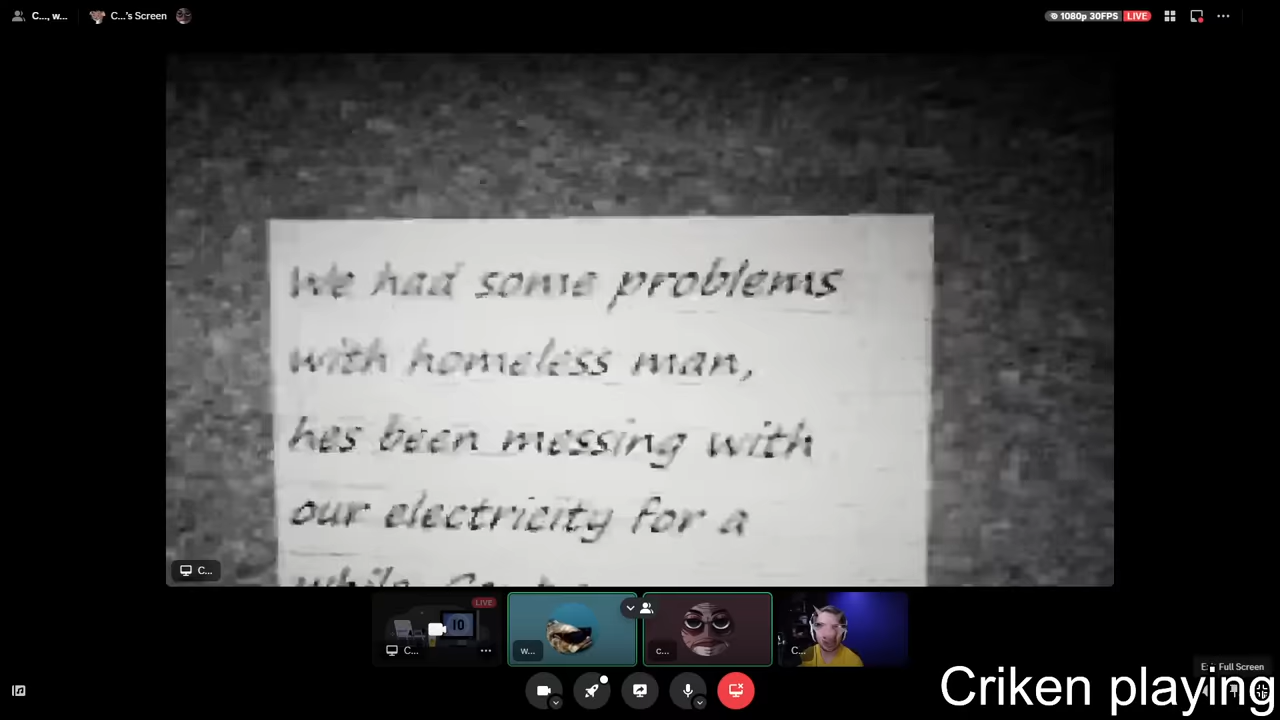 C..., w...
C...'s Screen
1080p 30FPS
LIVE
We had some problems
with homeless man,
hes been messing with
our electricity for a
while
C...
LIVE
10
C...
w...
c...
C...
Full Screen
Criken playing